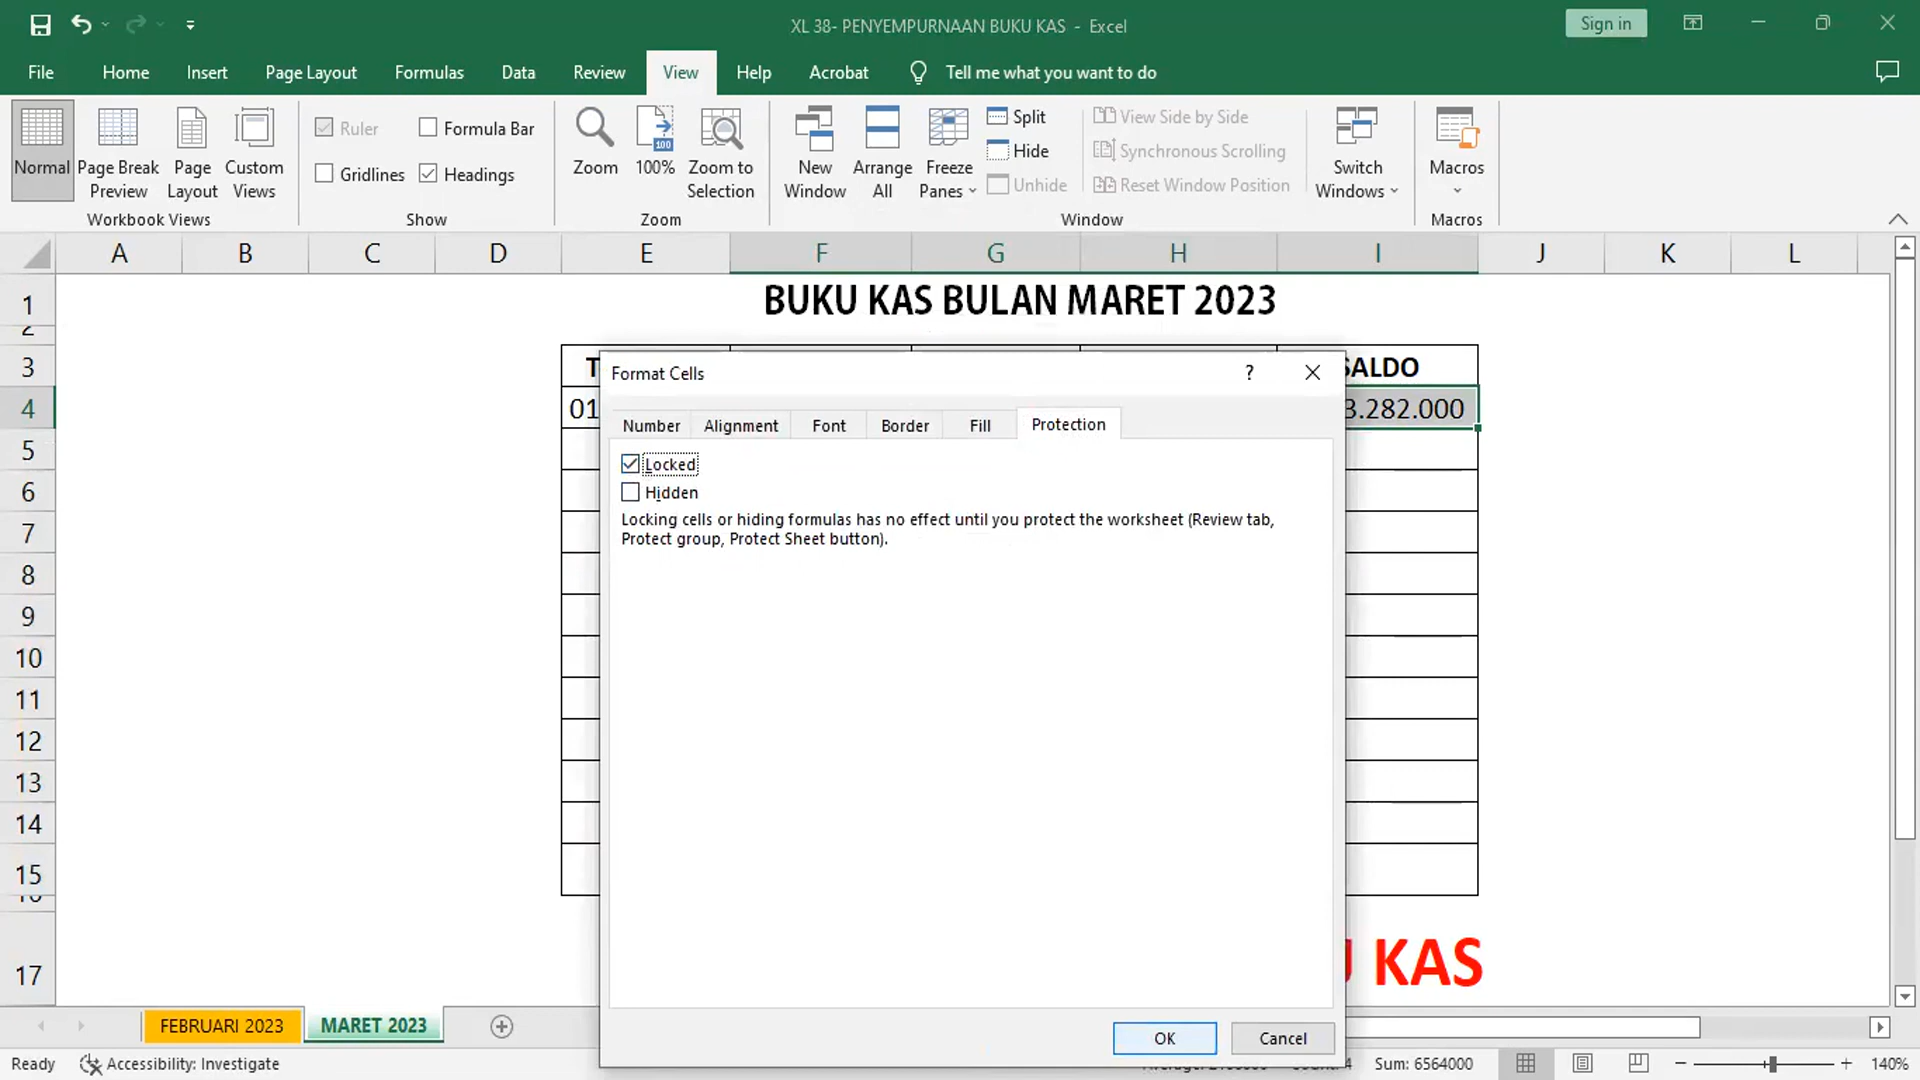 XL 38- PENYEMPURNAAN BUKU KAS - Excel
Sign in
File Home Insert Page Layout Formulas Data Review View Help Acrobat Tell me what you want to do
Normal
Page Break Preview
Page Layout
Custom Views
Workbook Views
Ruler
Formula Bar
Gridlines
Headings
Show
Zoom
100
100%
Zoom to Selection
Zoom
New Window
Arrange All
Freeze Panes
Split
Hide
Unhide
View Side by Side
Synchronous Scrolling
Reset Window Position
Switch Windows
Window
Macros
Macros
A B C D E F G H I J K L
1 BUKU KAS BULAN MARET 2023
2
3 T SALDO
4 01 3.282.000
5
6
7
8
9
10
11
12
13
14
15
16
17 U KAS
Format Cells
?
Number Alignment Font Border Fill Protection
Locked
Hidden
Locking cells or hiding formulas has no effect until you protect the worksheet (Review tab,
Protect group, Protect Sheet button).
OK Cancel
FEBRUARI 2023 MARET 2023
Ready Accessibility: Investigate 4 Sum: 6564000 140%